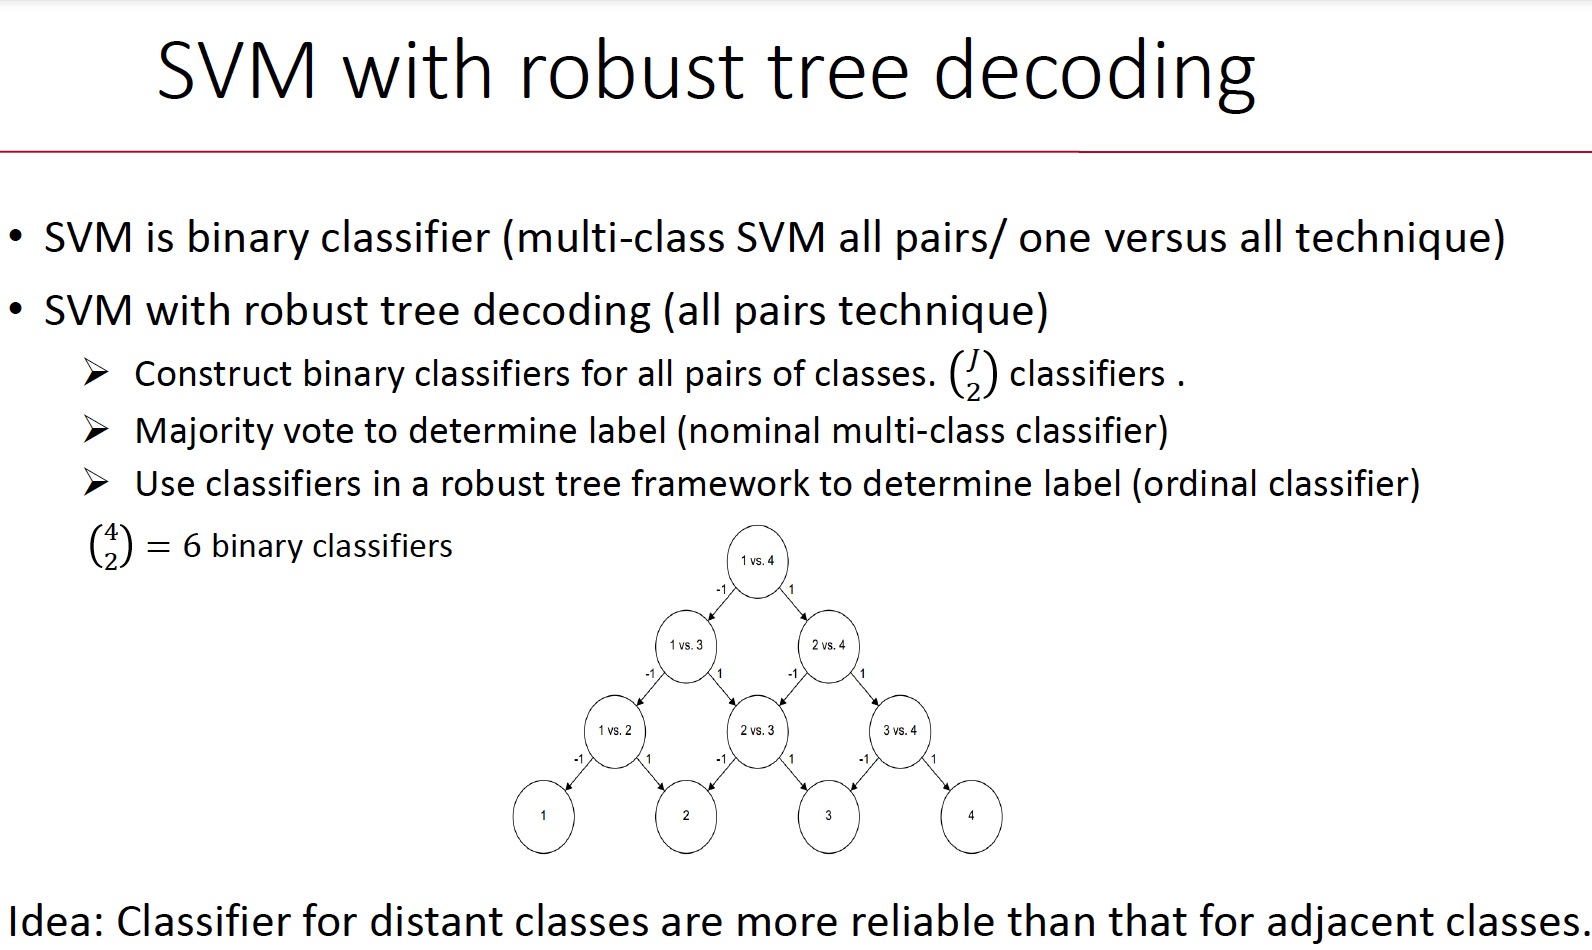 SVM with robust tree decoding
• SVM is binary classifier (multi-class SVM all pairs/ one versus all technique)
• SVM with robust tree decoding (all pairs technique)
➢ Construct binary classifiers for all pairs of classes. (J 2) classifiers .
➢ Majority vote to determine label (nominal multi-class classifier)
➢ Use classifiers in a robust tree framework to determine label (ordinal classifier)
(4 2) = 6 binary classifiers
1 vs. 4
-1 1
1 vs. 3 2 vs. 4
-1 1 -1 1
1 vs. 2 2 vs. 3 3 vs. 4
-1 1 -1 1 -1 1
1 2 3 4
Idea: Classifier for distant classes are more reliable than that for adjacent classes.